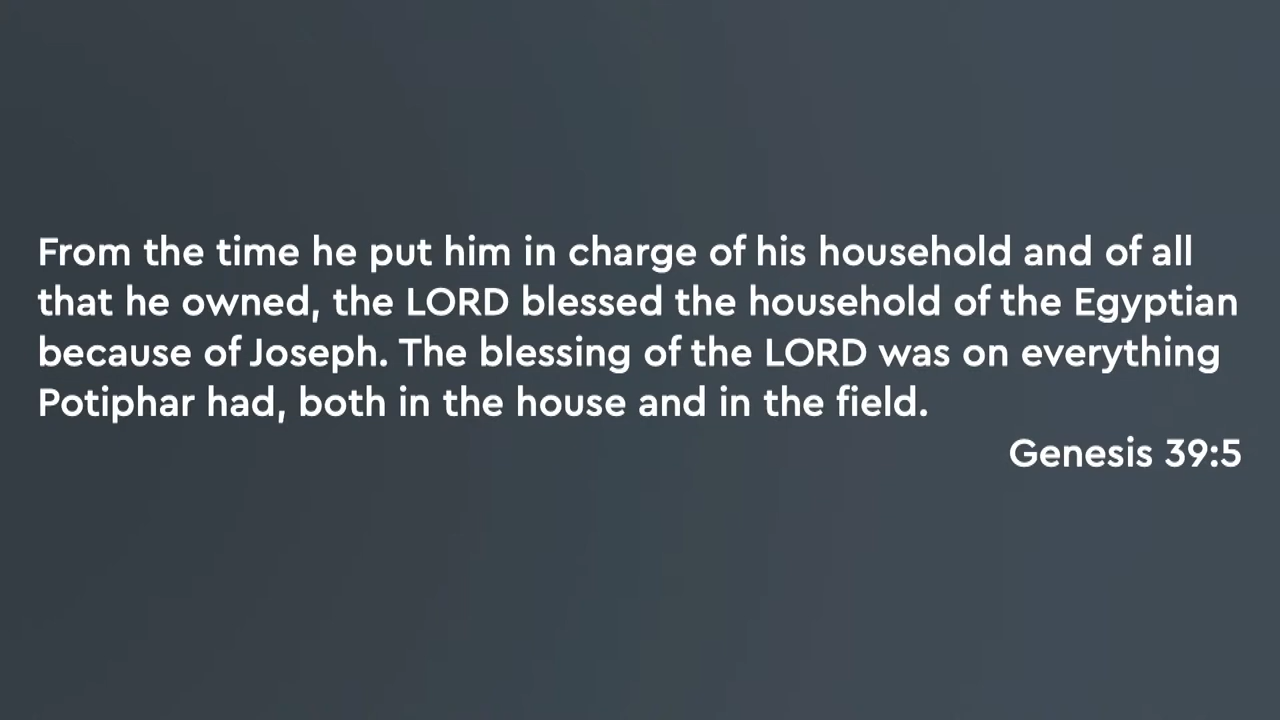 From the time he put him in charge of his household and of all
that he owned, the LORD blessed the household of the Egyptian
because of Joseph. The blessing of the LORD was on everything
Potiphar had, both in the house and in the field.
Genesis 39:5